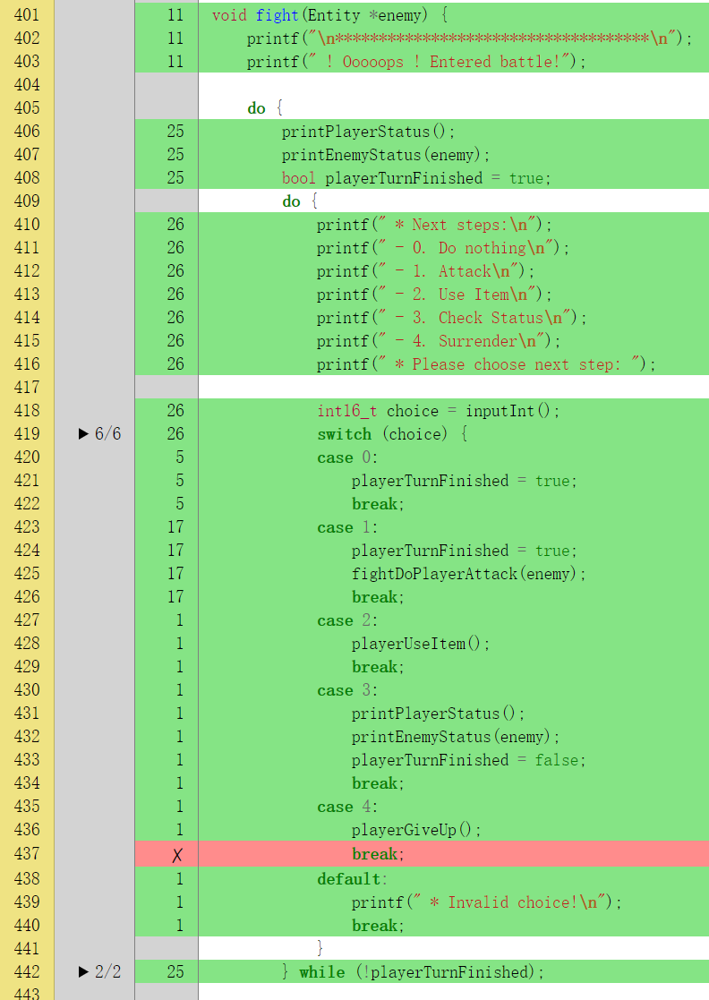 401 11 void fight(Entity *enemy) {
402 11 printf("\n************************************\n");
403 11 printf(" ! Ooooops ! Entered battle!");
404
405 do {
406 25 printPlayerStatus();
407 25 printEnemyStatus(enemy);
408 25 bool playerTurnFinished = true;
409 do {
410 26 printf(" * Next steps:\n");
411 26 printf(" - 0. Do nothing\n");
412 26 printf(" - 1. Attack\n");
413 26 printf(" - 2. Use Item\n");
414 26 printf(" - 3. Check Status\n");
415 26 printf(" - 4. Surrender\n");
416 26 printf(" * Please choose next step: ");
417
418 26 int16_t choice = inputInt();
419 ▶ 6/6 26 switch (choice) {
420 5 case 0:
421 5 playerTurnFinished = true;
422 5 break;
423 17 case 1:
424 17 playerTurnFinished = true;
425 17 fightDoPlayerAttack(enemy);
426 17 break;
427 1 case 2:
428 1 playerUseItem();
429 1 break;
430 1 case 3:
431 1 printPlayerStatus();
432 1 printEnemyStatus(enemy);
433 1 playerTurnFinished = false;
434 1 break;
435 1 case 4:
436 1 playerGiveUp();
437 ✗ break;
438 1 default:
439 1 printf(" * Invalid choice!\n");
440 1 break;
441 }
442 ▶ 2/2 25 } while (!playerTurnFinished);
443